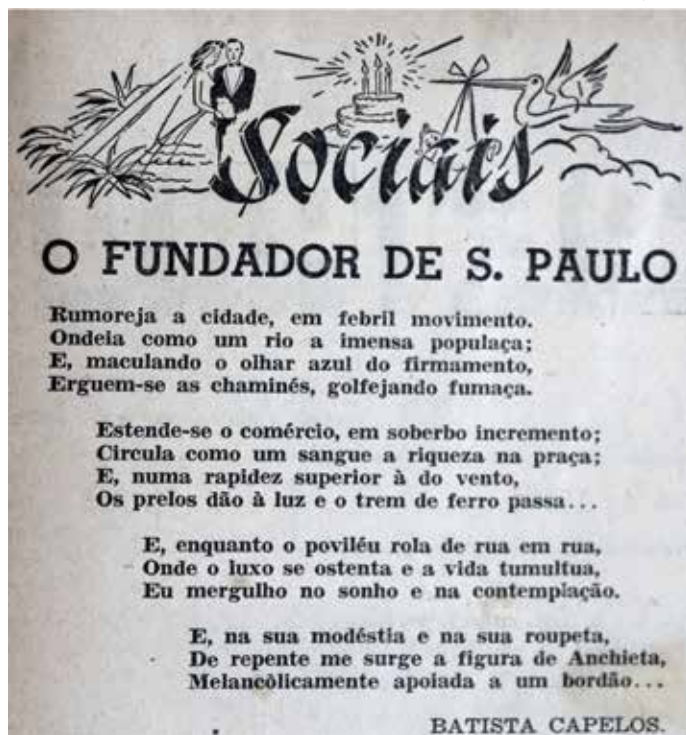 Sociais
O FUNDADOR DE S. PAULO
Rumoreja a cidade, em febril movimento.
Ondeia como um rio a imensa populaça;
E, maculando o olhar azul do firmamento,
Erguem-se as chaminés, golfejando fumaça.
Estende-se o comércio, em soberbo incremento;
Circula como um sangue a riqueza na praça;
E, numa rapidez superior à do vento,
Os prelos dão à luz e o trem de ferro passa...
E, enquanto o poviléu rola de rua em rua,
Onde o luxo se ostenta e a vida tumultua,
Eu mergulho no sonho e na contemplação.
E, na sua modéstia e na sua roupeta,
De repente me surge a figura de Anchieta,
Melancòlicamente apoiada a um bordão...
BATISTA CAPELOS.